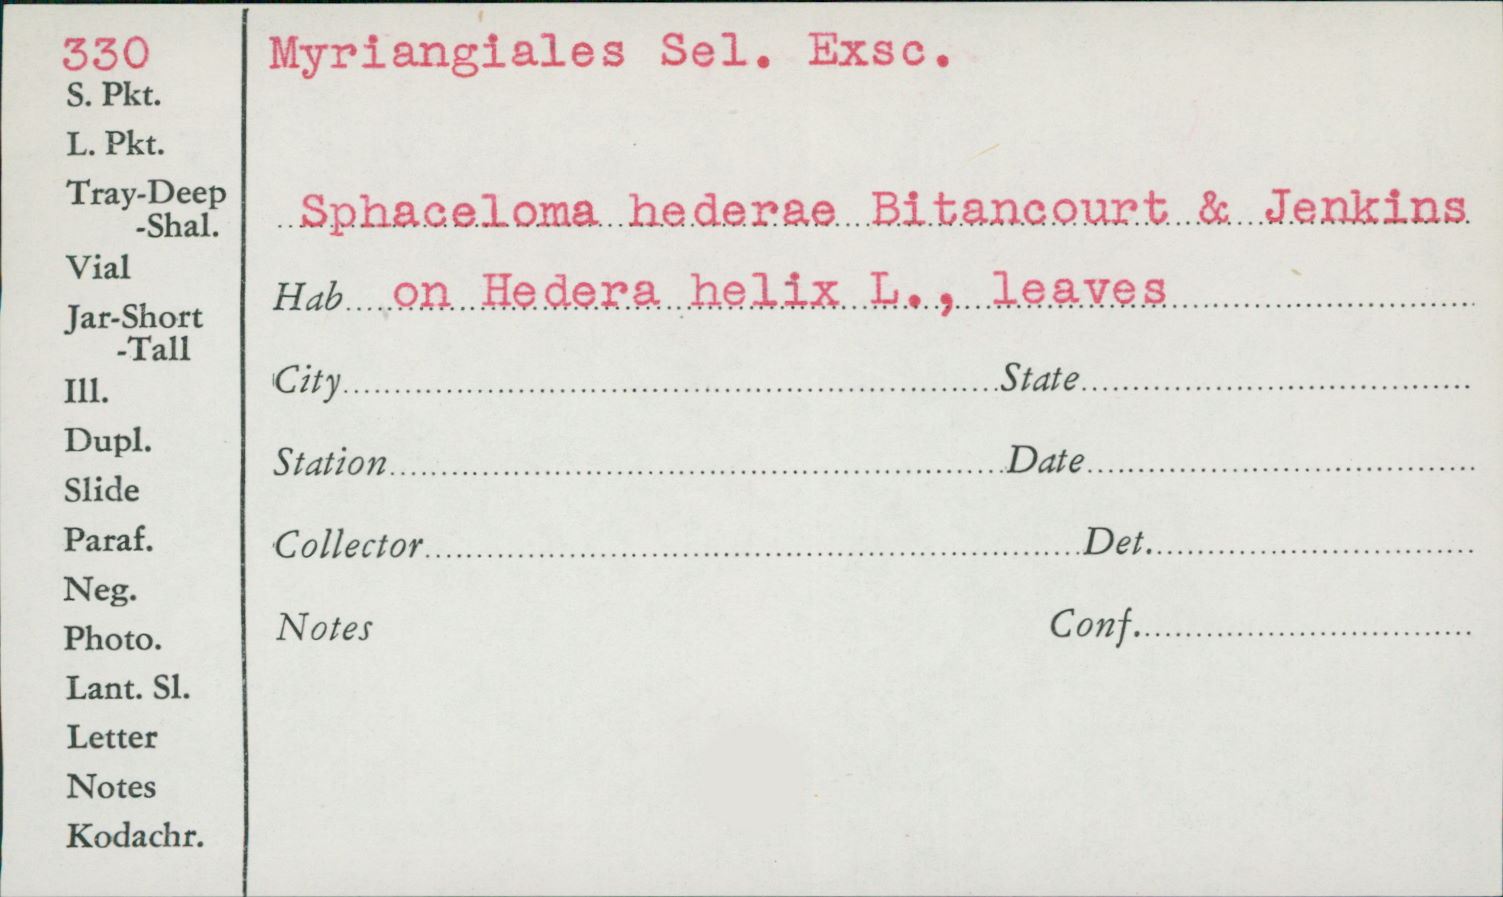 330
S. Pkt.
L. Pkt.
Tray-Deep
-Shal.
Vial
Jar-Short
-Tall
Ill.
Dupl.
Slide
Paraf.
Neg.
Photo.
Lant. Sl.
Letter
Notes
Kodachr.
Myriangiales Sel. Exsc.
Sphaceloma hederae Bitancourt & Jenkins
Hab on Hedera helix L., leaves
City State
Station Date
Collector Det.
Notes Conf.